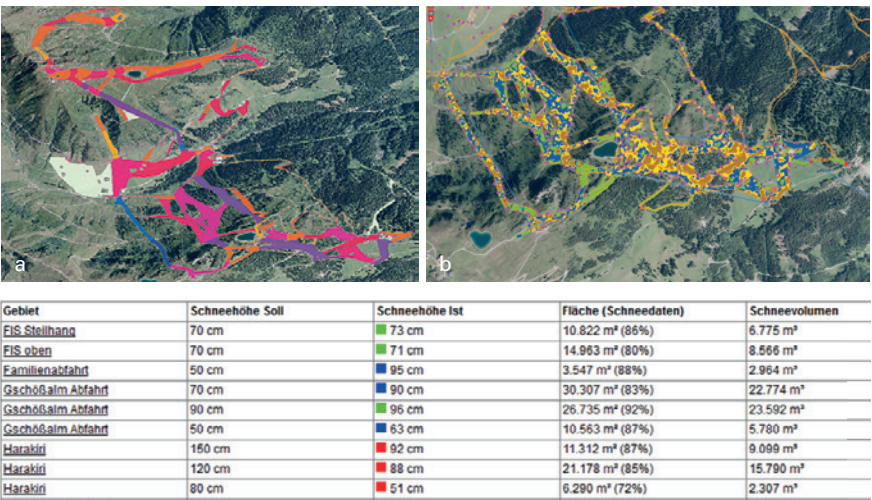 a
b
Gebiet Schneehöhe Soll Schneehöhe Ist Fläche (Schneedaten) Schneevolumen
FIS Steilhang 70 cm 73 cm 10.822 m² (86%) 6.775 m³
FIS oben 70 cm 71 cm 14.963 m² (80%) 8.566 m³
Familienabfahrt 50 cm 95 cm 3.547 m² (88%) 2.964 m³
Gschößalm Abfahrt 70 cm 90 cm 30.307 m² (83%) 22.774 m³
Gschößalm Abfahrt 90 cm 96 cm 26.735 m² (92%) 23.592 m³
Gschößalm Abfahrt 50 cm 63 cm 10.563 m² (87%) 5.780 m³
Harakiri 150 cm 92 cm 11.312 m² (87%) 9.099 m³
Harakiri 120 cm 88 cm 21.178 m² (85%) 15.790 m³
Harakiri 80 cm 51 cm 6.290 m² (72%) 2.307 m³